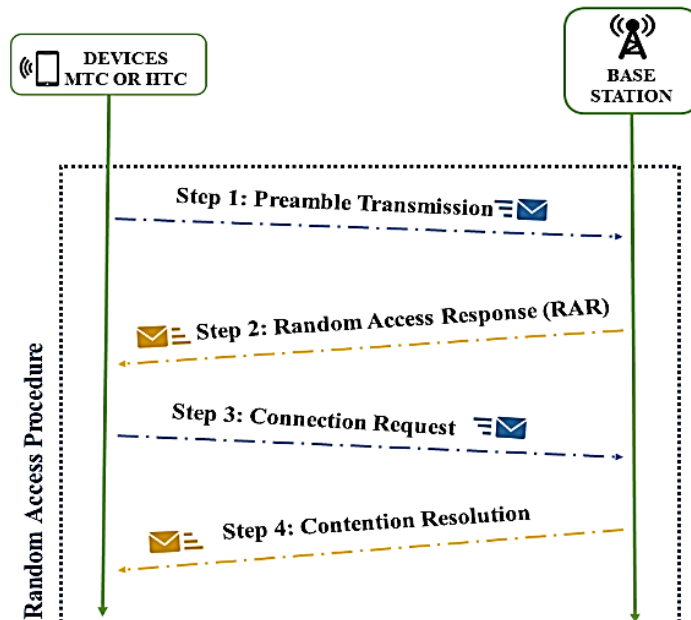 DEVICES
MTC OR HTC
BASE
STATION
Step 1: Preamble Transmission
Step 2: Random Access Response (RAR)
Step 3: Connection Request
Step 4: Contention Resolution
Random Access Procedure